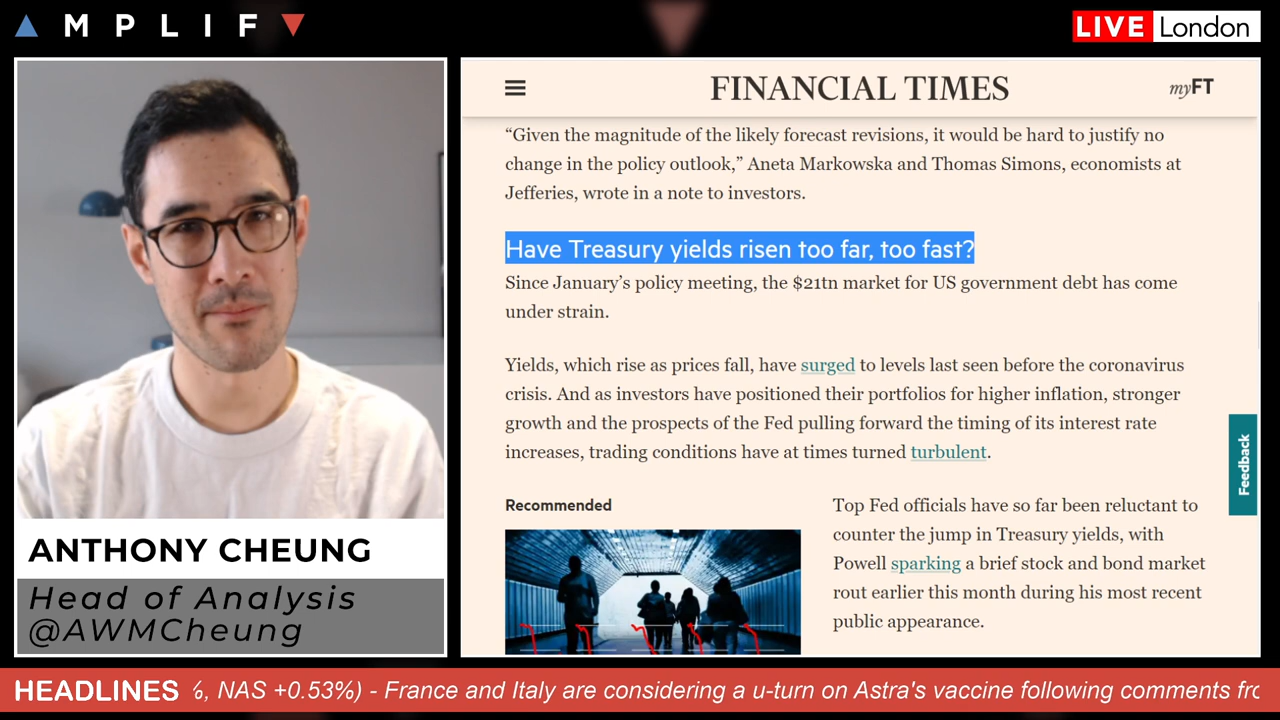 AMPLIFY
LIVE London
FINANCIAL TIMES
myFT
“Given the magnitude of the likely forecast revisions, it would be hard to justify no
change in the policy outlook,” Aneta Markowska and Thomas Simons, economists at
Jefferies, wrote in a note to investors.
Have Treasury yields risen too far, too fast?
Since January’s policy meeting, the $21tn market for US government debt has come
under strain.
Yields, which rise as prices fall, have surged to levels last seen before the coronavirus
crisis. And as investors have positioned their portfolios for higher inflation, stronger
growth and the prospects of the Fed pulling forward the timing of its interest rate
increases, trading conditions have at times turned turbulent.
Recommended
Top Fed officials have so far been reluctant to
counter the jump in Treasury yields, with
Powell sparking a brief stock and bond market
rout earlier this month during his most recent
public appearance.
Feedback
ANTHONY CHEUNG
Head of Analysis
@AWMCheung
HEADLINES %, NAS +0.53%) - France and Italy are considering a u-turn on Astra's vaccine following comments